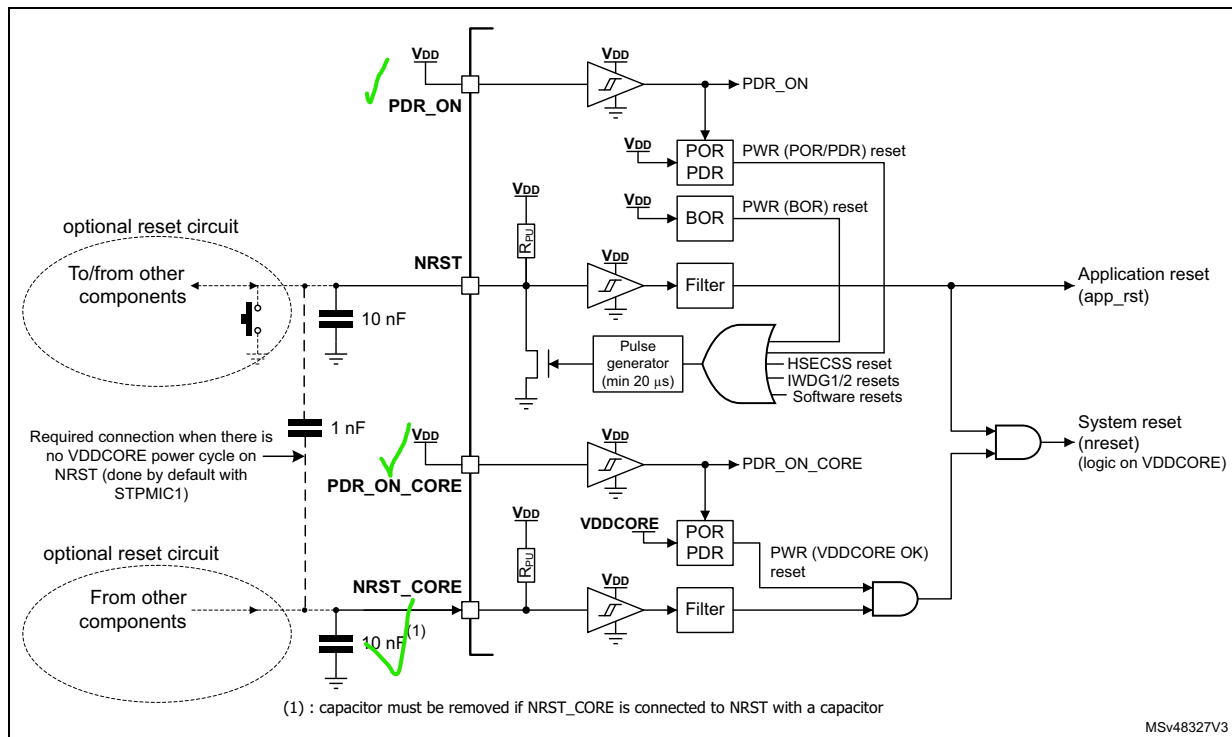 VDD
VDD
PDR_ON
PDR_ON
VDD
POR
PDR
PWR (POR/PDR) reset
VDD
VDD
BOR
PWR (BOR) reset
optional reset circuit
RPU
NRST
VDD
To/from other
components
Filter
Application reset
(app_rst)
10 nF
Pulse
generator
(min 20 μs)
HSECSS reset
IWDG1/2 resets
Software resets
1 nF
Required connection when there is
no VDDCORE power cycle on
NRST (done by default with
STPMIC1)
VDD
VDD
System reset
(nreset)
(logic on VDDCORE)
PDR_ON_CORE
PDR_ON_CORE
VDD
VDDCORE
POR
PDR
PWR (VDDCORE OK)
reset
optional reset circuit
RPU
NRST_CORE
VDD
From other
components
Filter
10 nF(1)
(1) : capacitor must be removed if NRST_CORE is connected to NRST with a capacitor
MSv48327V3